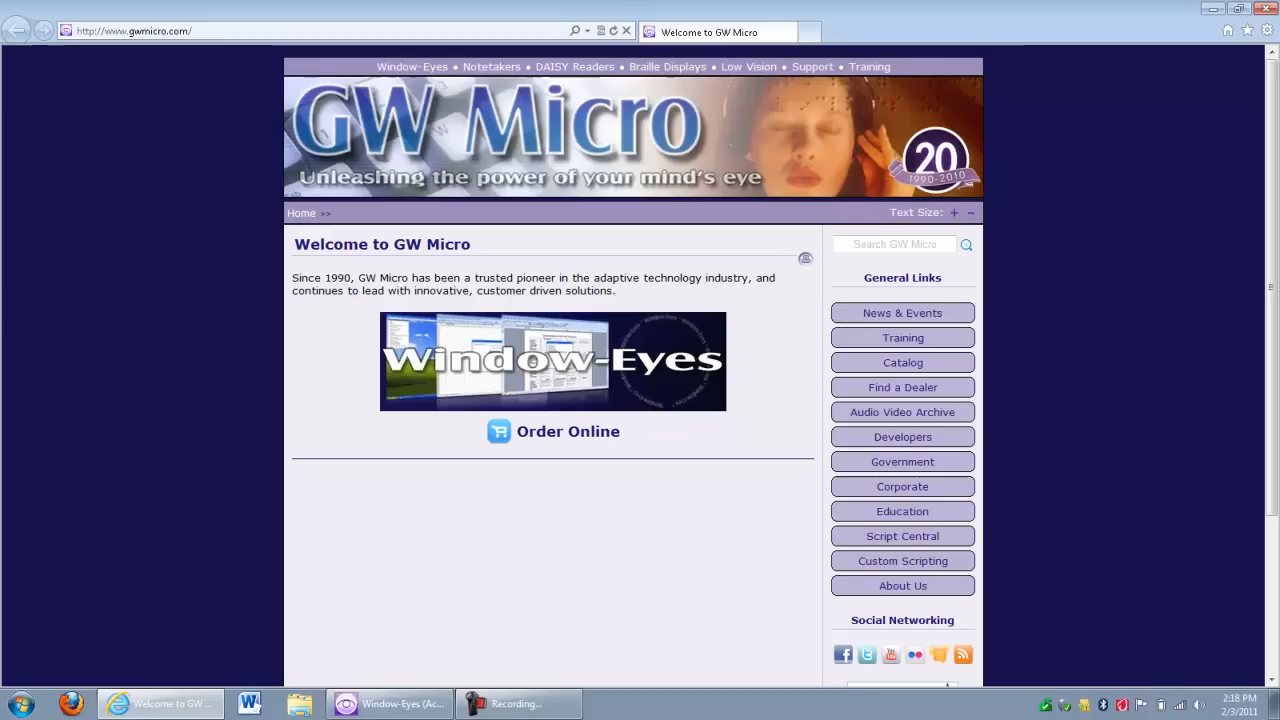 http://www.gwmicro.com/
Welcome to GW Micro
Window-Eyes • Notetakers • DAISY Readers • Braille Displays • Low Vision • Support • Training
GW Micro
Unleashing the power of your mind's eye
20
1990-2010
Home >>
Text Size: + -
Welcome to GW Micro
Search GW Micro
Since 1990, GW Micro has been a trusted pioneer in the adaptive technology industry, and
continues to lead with innovative, customer driven solutions.
Window-Eyes
Order Online
General Links
News & Events
Training
Catalog
Find a Dealer
Audio Video Archive
Developers
Government
Corporate
Education
Script Central
Custom Scripting
About Us
Social Networking
Welcome to GW ...
Window-Eyes (Ac...
Recording...
2:18 PM
2/3/2011